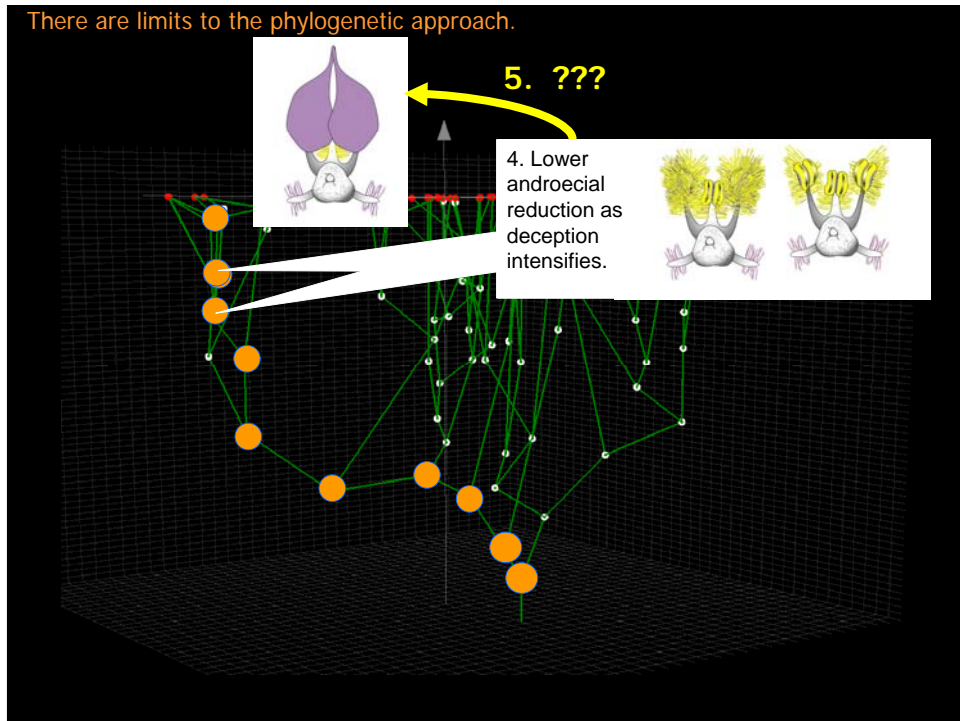 There are limits to the phylogenetic approach.
5. ???
4. Lower
androecial
reduction as
deception
intensifies.